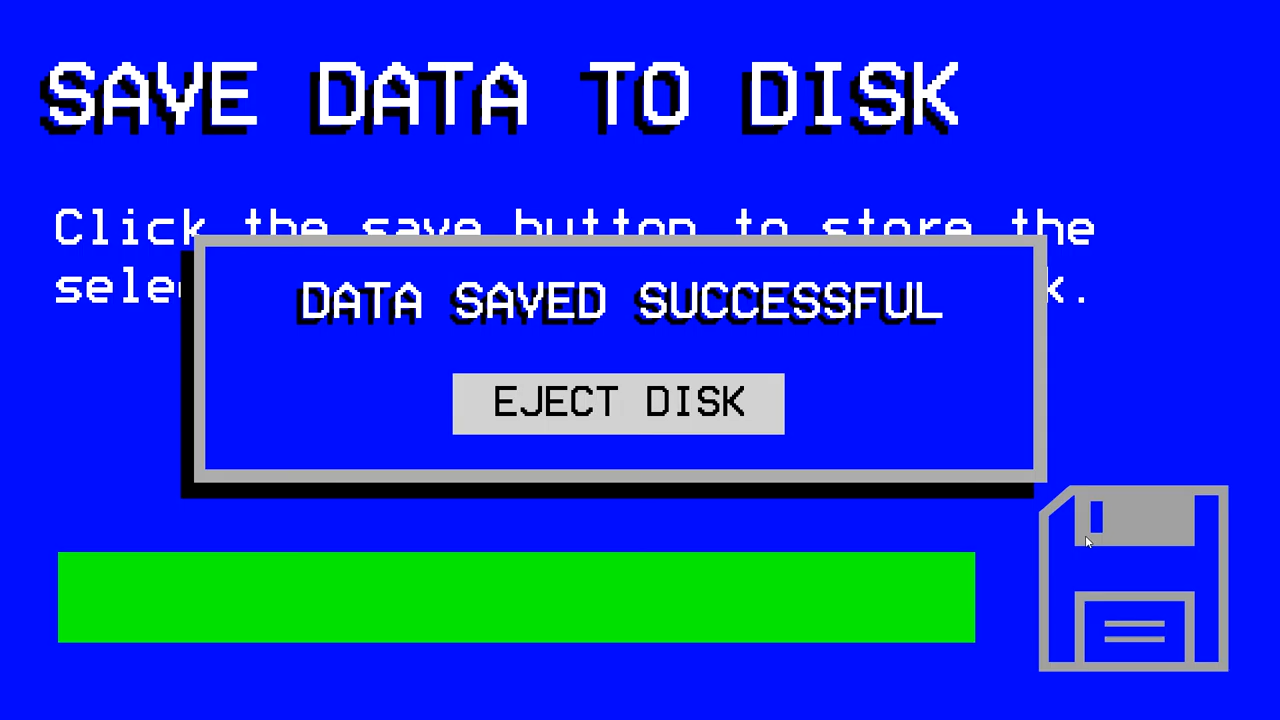 SAVE DATA TO DISK
Click the save button to store the
sele k.
DATA SAVED SUCCESSFUL
EJECT DISK